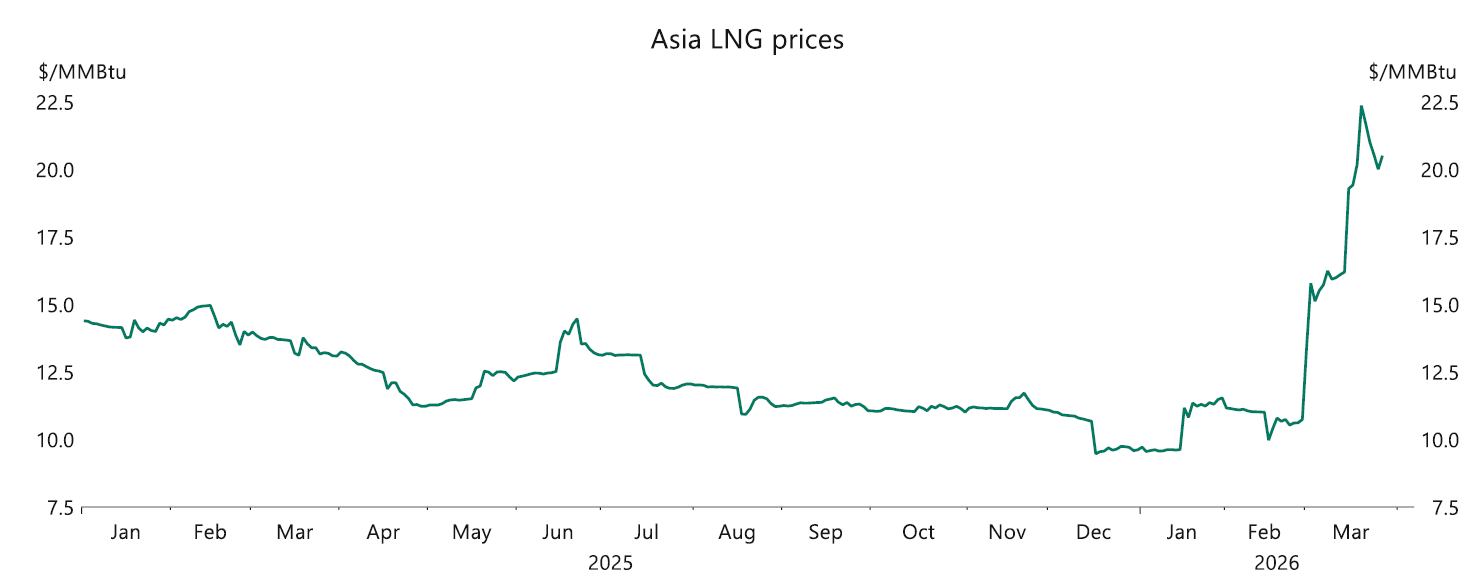 Asia LNG prices
$/MMBtu $/MMBtu
22.5 22.5
20.0 20.0
17.5 17.5
15.0 15.0
12.5 12.5
10.0 10.0
7.5 7.5
Jan Feb Mar Apr May Jun Jul Aug Sep Oct Nov Dec Jan Feb Mar
2025 2026